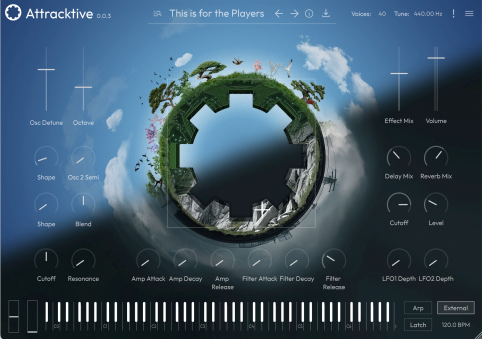 Attracktive 0.0.3
This is for the Players
Voices: 40 Tune: 440.00 Hz !
Osc Detune Octave
Effect Mix Volume
Shape Osc 2 Semi
Delay Mix Reverb Mix
Shape Blend
Cutoff Level
Cutoff Resonance Amp Attack Amp Decay Amp Release Filter Attack Filter Decay Filter Release LFO1 Depth LFO2 Depth
Arp External
C0 C1 C2 C3 C4 C5 C6
Latch 120.0 BPM